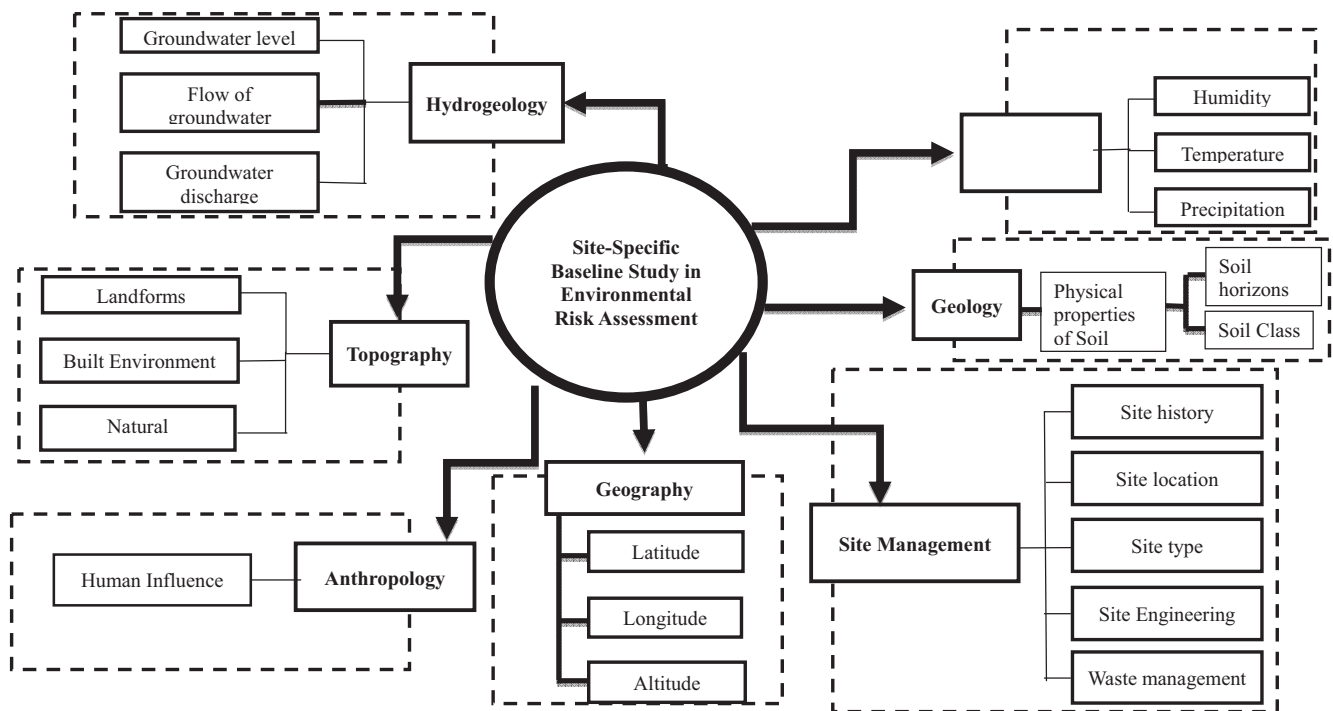 Groundwater level
Flow of
groundwater
Groundwater
discharge
Hydrogeology
Humidity
Temperature
Precipitation
Site-Specific
Baseline Study in
Environmental
Risk Assessment
Landforms
Built Environment
Natural
Topography
Geology
Physical
properties
of Soil
Soil
horizons
Soil Class
Human Influence
Anthropology
Geography
Latitude
Longitude
Altitude
Site Management
Site history
Site location
Site type
Site Engineering
Waste management